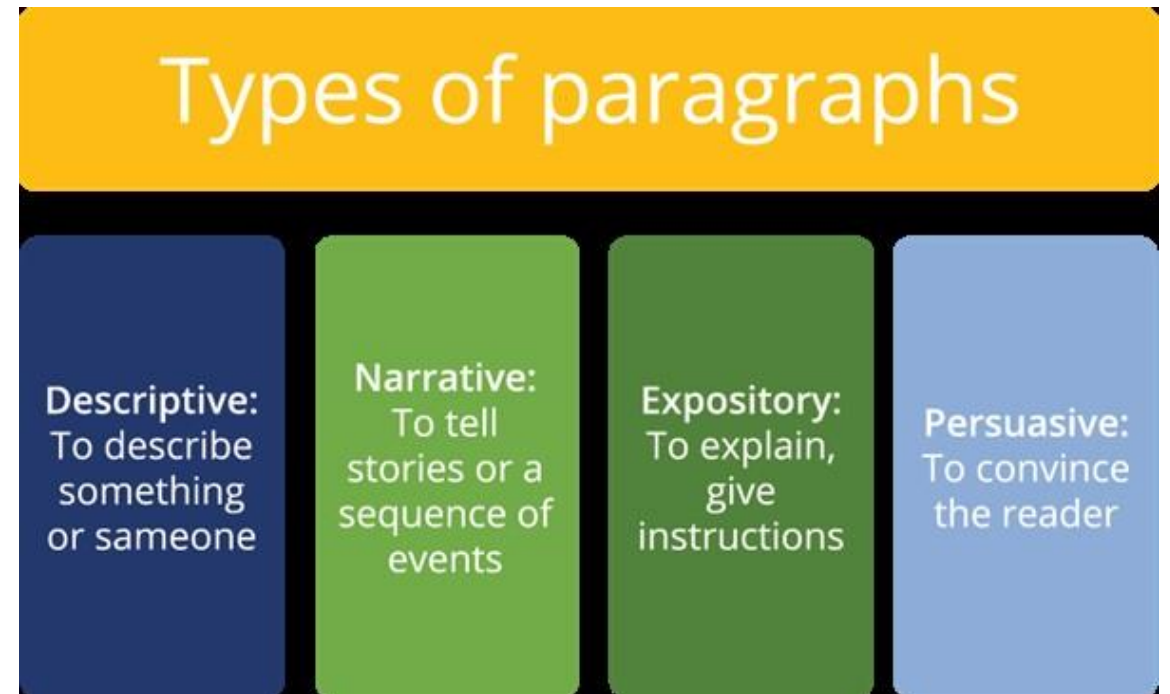 Types of paragraphs
Descriptive:
To describe
something
or sameone
Narrative:
To tell
stories or a
sequence of
events
Expository:
To explain,
give
instructions
Persuasive:
To convince
the reader